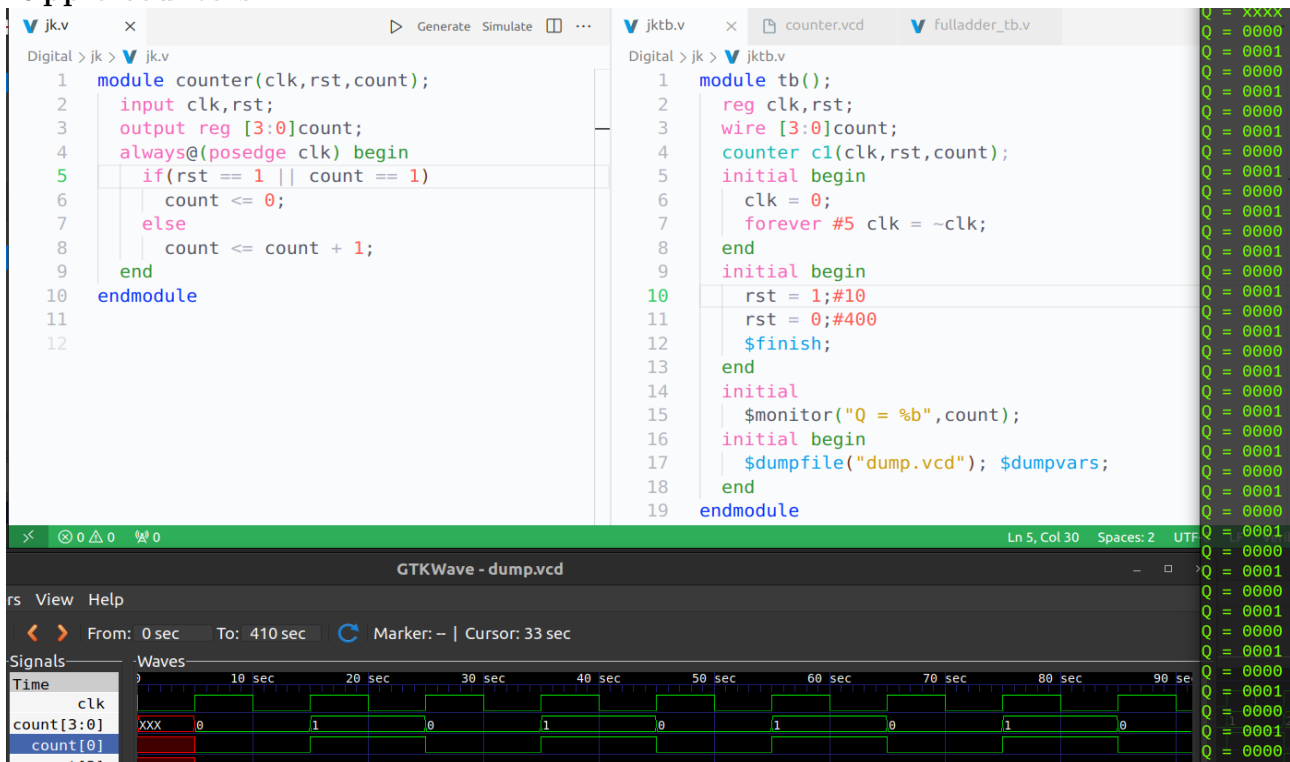 jk.v × Generate Simulate ···
Digital > jk > jk.v
1 module counter(clk,rst,count);
2 input clk,rst;
3 output reg [3:0]count;
4 always@(posedge clk) begin
5 if(rst == 1 || count == 1)
6 count <= 0;
7 else
8 count <= count + 1;
9 end
10 endmodule
11
12
jktb.v × counter.vcd fulladder_tb.v
Digital > jk > jktb.v
1 module tb();
2 reg clk,rst;
3 wire [3:0]count;
4 counter c1(clk,rst,count);
5 initial begin
6 clk = 0;
7 forever #5 clk = ~clk;
8 end
9 initial begin
10 rst = 1;#10
11 rst = 0;#400
12 $finish;
13 end
14 initial
15 $monitor("Q = %b",count);
16 initial begin
17 $dumpfile("dump.vcd"); $dumpvars;
18 end
19 endmodule
0 0 0 Ln 5, Col 30 Spaces: 2 UTF
Q = xxxx
Q = 0000
Q = 0001
Q = 0000
Q = 0001
Q = 0000
Q = 0001
Q = 0000
Q = 0001
Q = 0000
Q = 0001
Q = 0000
Q = 0001
Q = 0000
Q = 0001
Q = 0000
Q = 0001
Q = 0000
Q = 0001
Q = 0000
Q = 0001
Q = 0000
Q = 0001
Q = 0000
Q = 0001
Q = 0000
Q = 0001
Q = 0000
Q = 0001
Q = 0000
Q = 0001
Q = 0000
Q = 0001
Q = 0000
Q = 0001
Q = 0000
Q = 0001
Q = 0000
GTKWave - dump.vcd
rs View Help
From: 0 sec To: 410 sec Marker: -- | Cursor: 33 sec
Signals Waves
Time 10 sec 20 sec 30 sec 40 sec 50 sec 60 sec 70 sec 80 sec 90 se
clk
count[3:0] XXX 0 1 0 1 0 1 0 1 0
count[0]